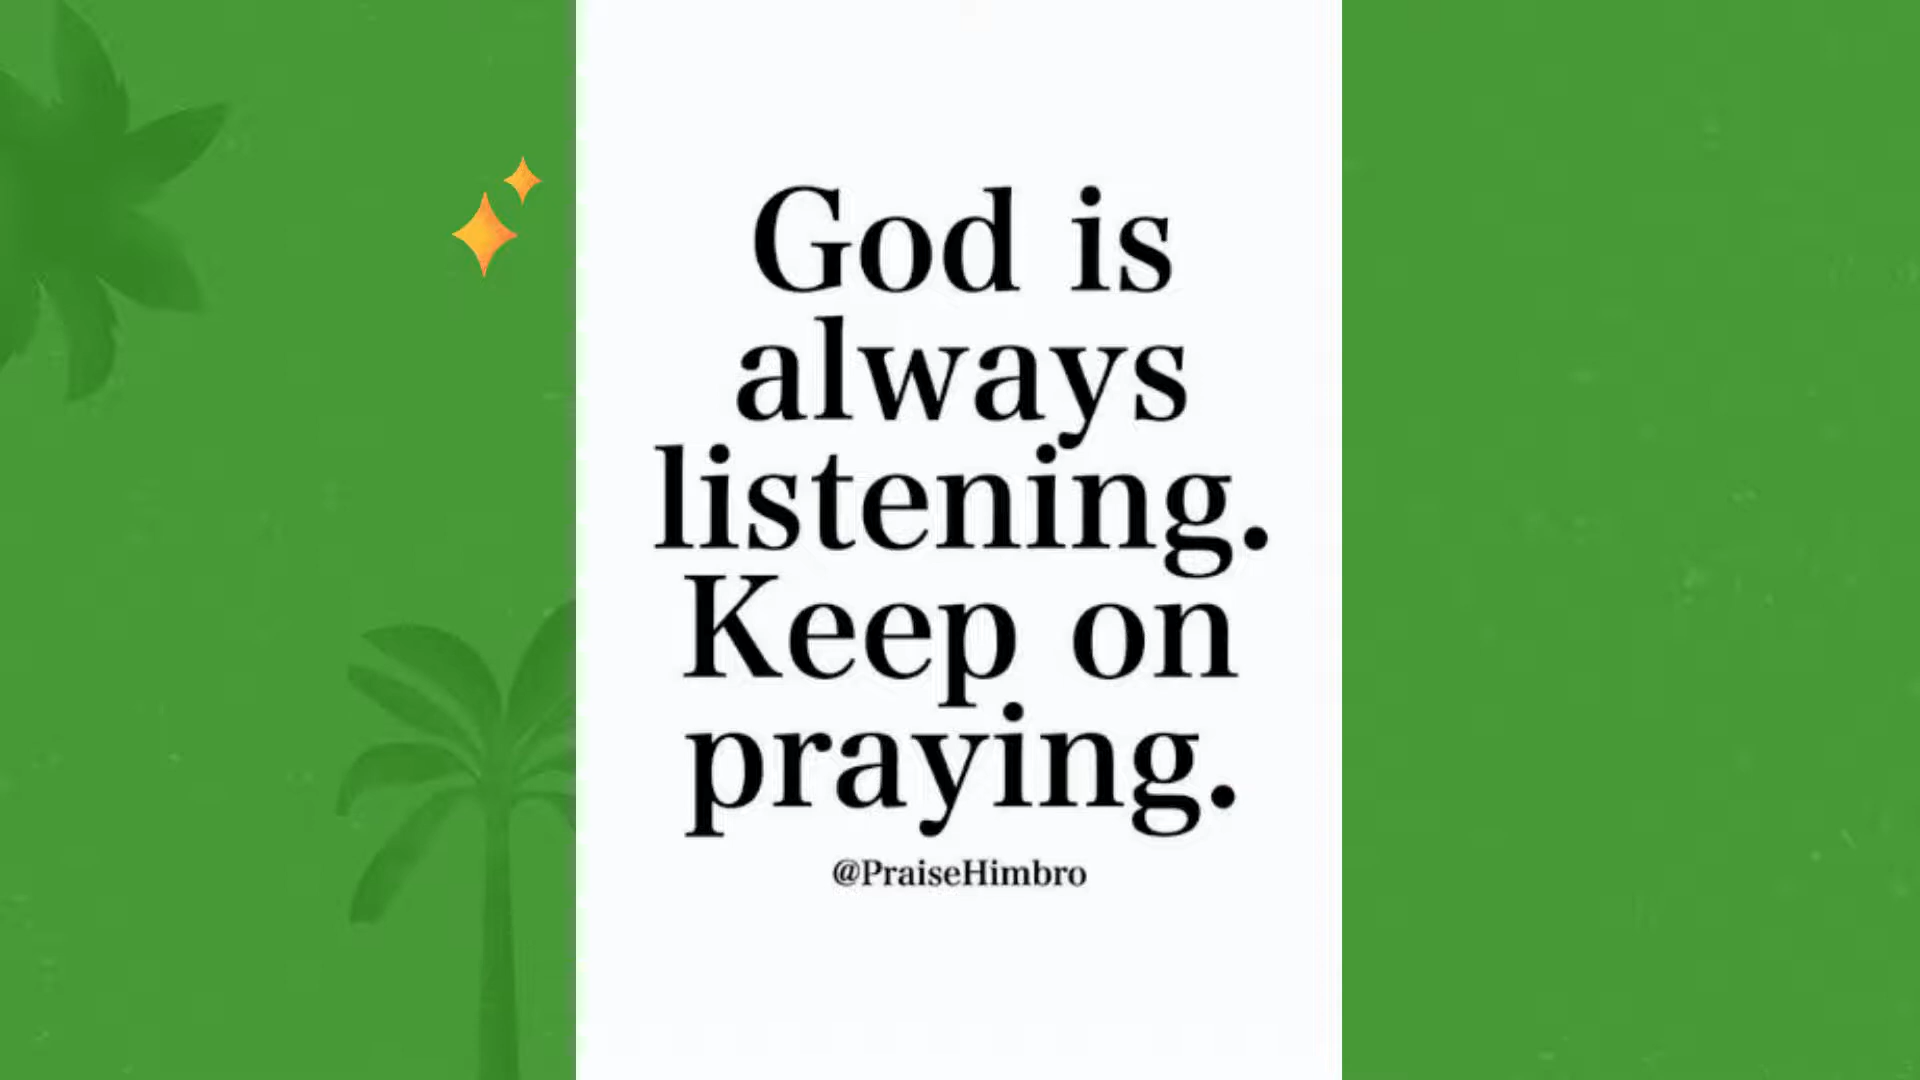 God is
always
listening.
Keep on
praying.
@PraiseHimbro